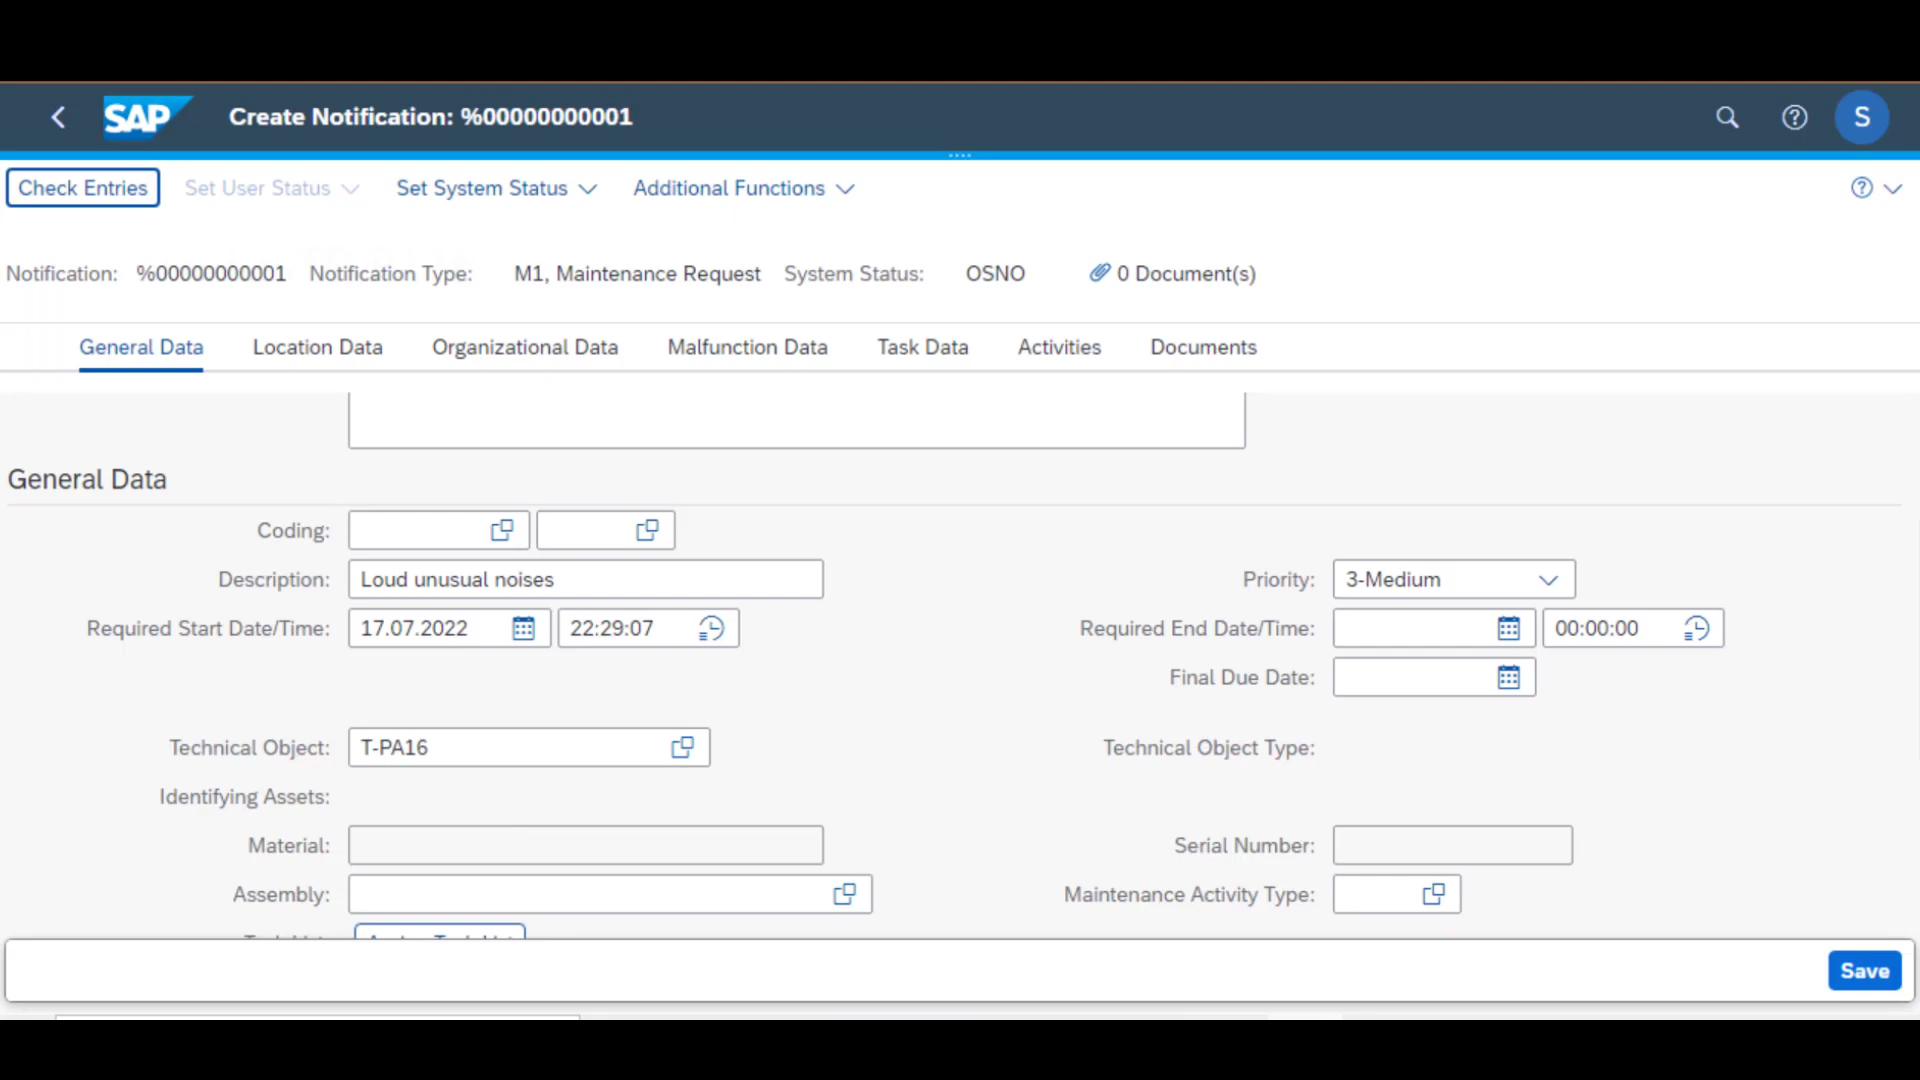 SAP Create Notification: %00000000001 S
Check Entries Set User Status Set System Status Additional Functions
Notification: %00000000001 Notification Type: M1, Maintenance Request System Status: OSNO 0 Document(s)
General Data Location Data Organizational Data Malfunction Data Task Data Activities Documents
General Data
Coding:
Description: Loud unusual noises Priority: 3-Medium
Required Start Date/Time: 17.07.2022 22:29:07 Required End Date/Time: 00:00:00
Final Due Date:
Technical Object: T-PA16 Technical Object Type:
Identifying Assets:
Material: Serial Number:
Assembly: Maintenance Activity Type:
Save